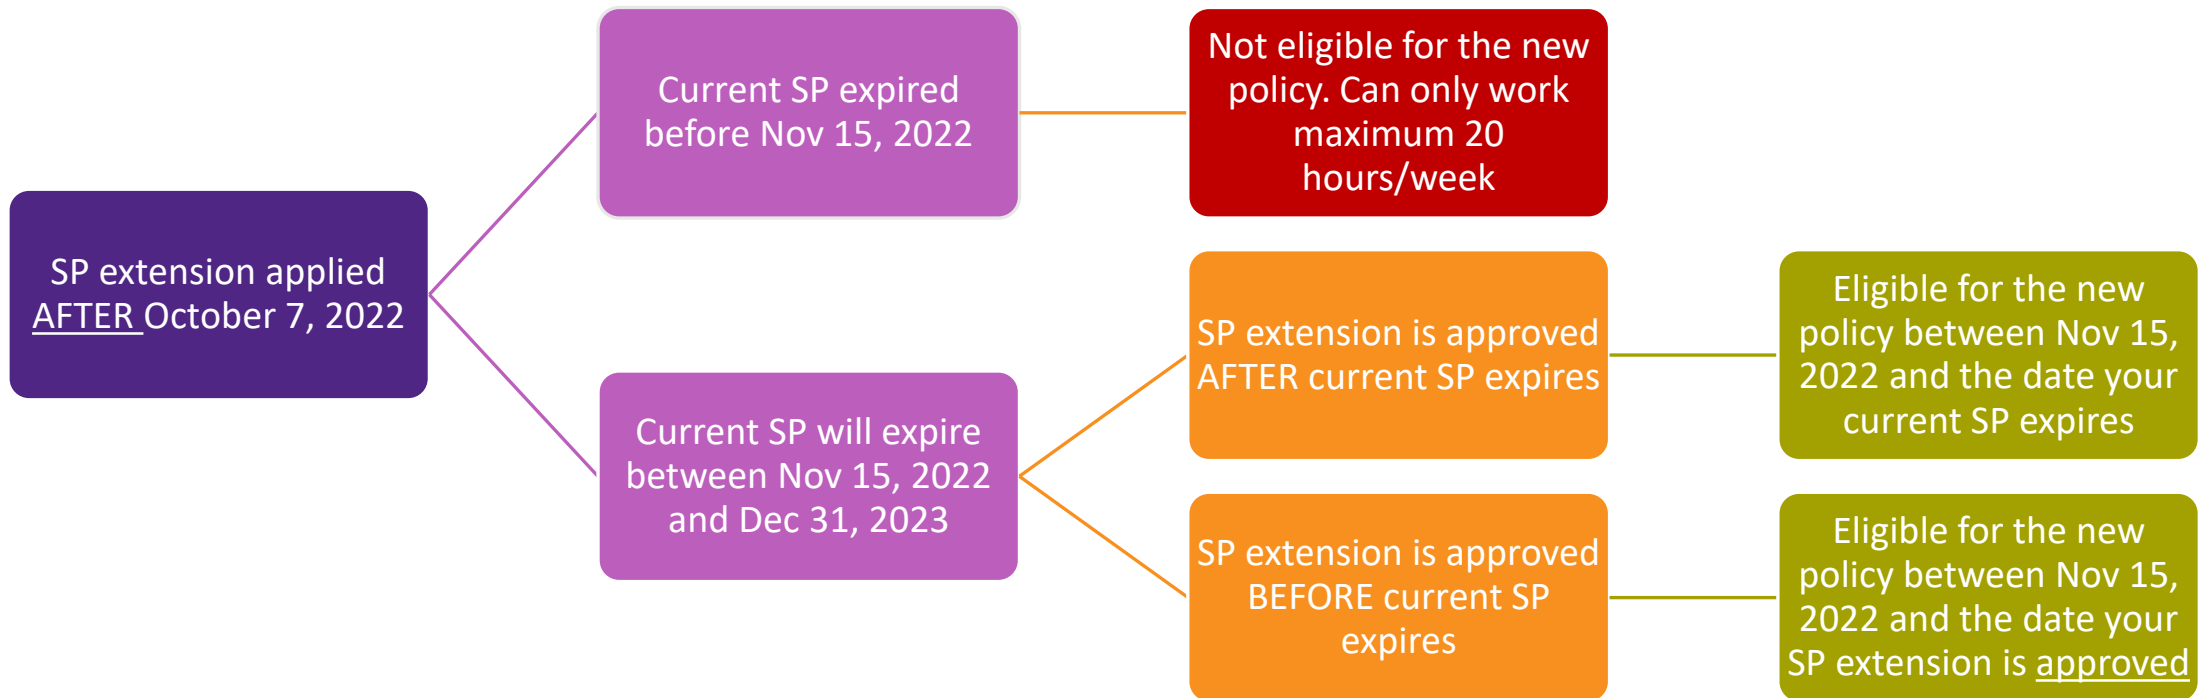 SP extension applied
AFTER October 7, 2022
Current SP expired
before Nov 15, 2022
Not eligible for the new
policy. Can only work
maximum 20
hours/week
Current SP will expire
between Nov 15, 2022
and Dec 31, 2023
SP extension is approved
AFTER current SP expires
Eligible for the new
policy between Nov 15,
2022 and the date your
current SP expires
SP extension is approved
BEFORE current SP
expires
Eligible for the new
policy between Nov 15,
2022 and the date your
SP extension is approved